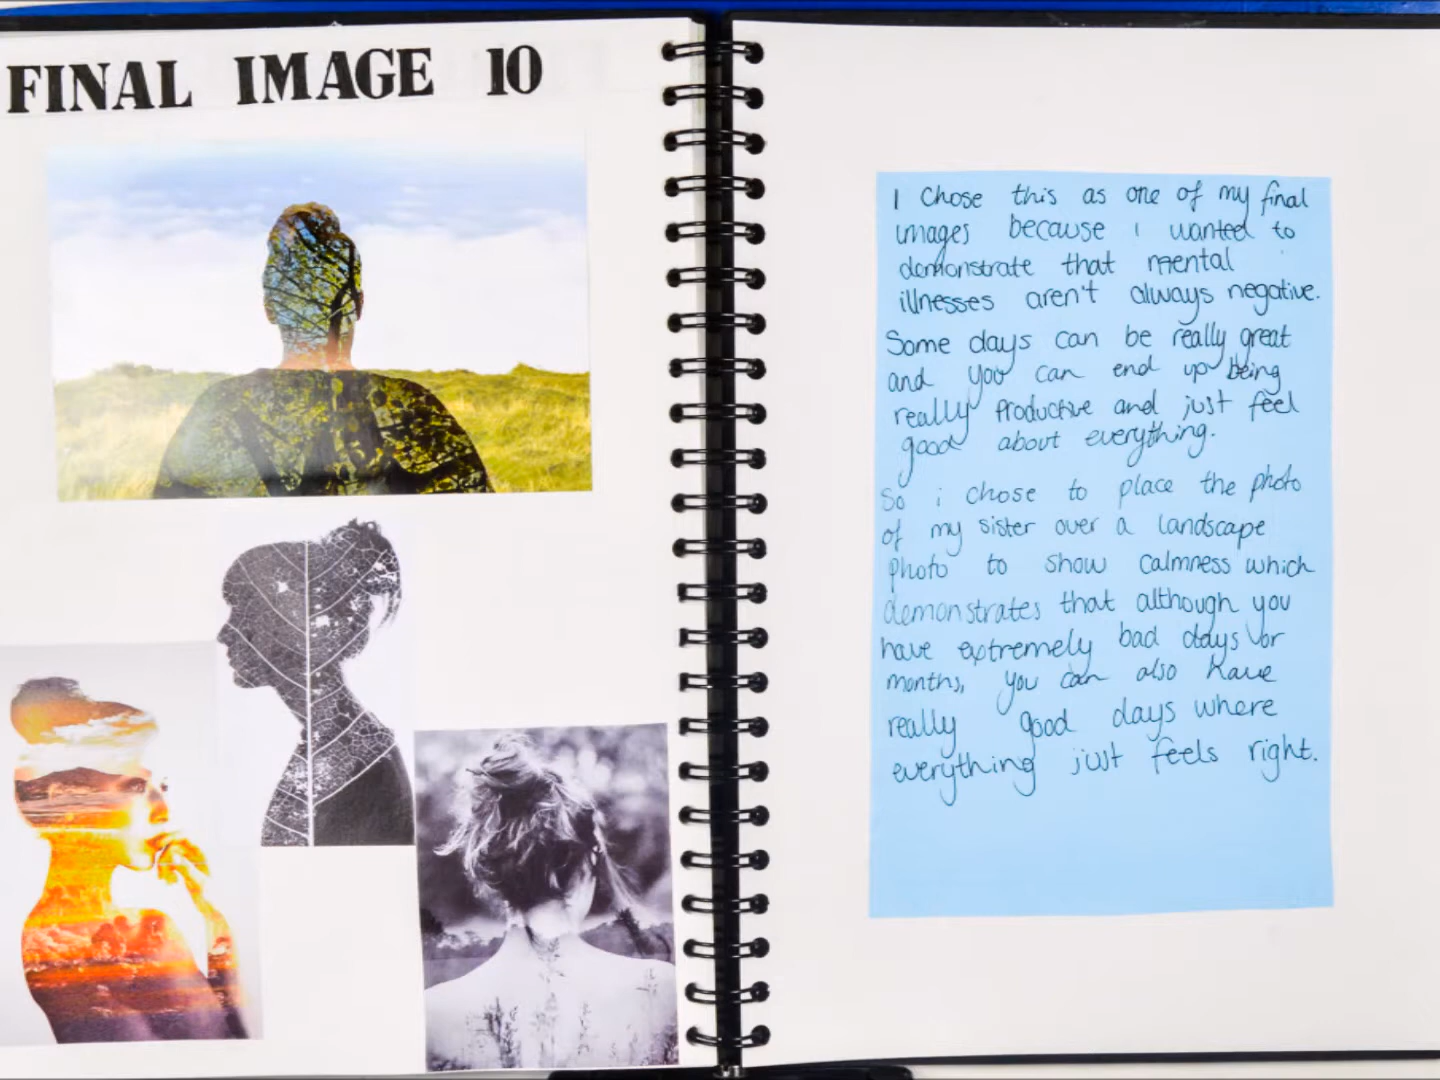 FINAL IMAGE 10
I chose this as one of my final
images because i wanted to
demonstrate that mental
illnesses aren't always negative.
Some days can be really great
and you can end up being
really productive and just feel
good about everything.
So i chose to place the photo
of my sister over a landscape
photo to show calmness which
demonstrates that although you
have extremely bad days or
months, you can also have
really good days where
everything just feels right.